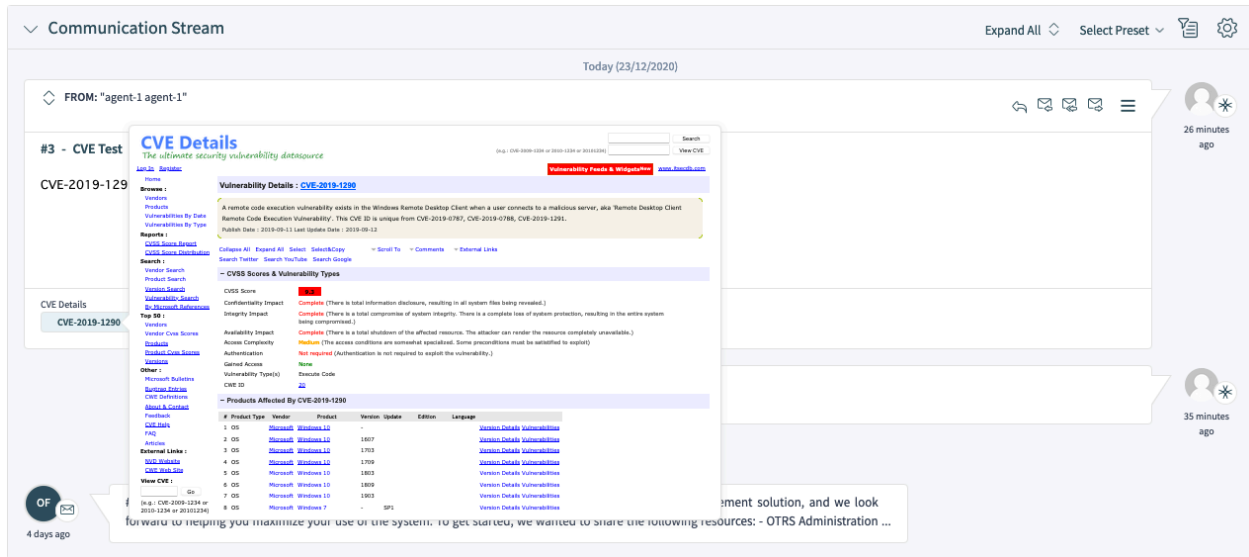 Communication Stream
Expand All
Select Preset
Today (23/12/2020)
FROM: "agent-1 agent-1"
26 minutes
ago
#3 - CVE Test
CVE-2019-129
CVE Details
CVE-2019-1290
CVE Details
The ultimate security vulnerability datasource
Search
(e.g.: CVE-2009-1234 or 2010-1234 or 20101234)
View CVE
Log In Register
Vulnerability Feeds & WidgetsNew www.itsecdb.com
Home
Browse :
Vendors
Products
Vulnerabilities By Date
Vulnerabilities By Type
Reports :
CVSS Score Report
CVSS Score Distribution
Search :
Vendor Search
Product Search
Version Search
Vulnerability Search
By Microsoft References
Top 50 :
Vendors
Vendor Cvss Scores
Products
Product Cvss Scores
Versions
Other :
Microsoft Bulletins
Bugtraq Entries
CWE Definitions
About & Contact
Feedback
CVE Help
FAQ
Articles
External Links :
NVD Website
CWE Web Site
View CVE :
Go
(e.g.: CVE-2009-1234 or
2010-1234 or 20101234)
Vulnerability Details : CVE-2019-1290
A remote code execution vulnerability exists in the Windows Remote Desktop Client when a user connects to a malicious server, aka 'Remote Desktop Client
Remote Code Execution Vulnerability'. This CVE ID is unique from CVE-2019-0787, CVE-2019-0788, CVE-2019-1291.
Publish Date : 2019-09-11 Last Update Date : 2019-09-12
Collapse All Expand All Select Select&Copy Scroll To Comments External Links
Search Twitter Search YouTube Search Google
– CVSS Scores & Vulnerability Types
CVSS Score
Confidentiality Impact Complete (There is total information disclosure, resulting in all system files being revealed.)
Integrity Impact Complete (There is a total compromise of system integrity. There is a complete loss of system protection, resulting in the entire system
being compromised.)
Availability Impact Complete (There is a total shutdown of the affected resource. The attacker can render the resource completely unavailable.)
Access Complexity Medium (The access conditions are somewhat specialized. Some preconditions must be satistified to exploit)
Authentication Not required (Authentication is not required to exploit the vulnerability.)
Gained Access None
Vulnerability Type(s) Execute Code
CWE ID 20
– Products Affected By CVE-2019-1290
# Product Type Vendor Product Version Update Edition Language
1 OS Microsoft Windows 10 - Version Details Vulnerabilities
2 OS Microsoft Windows 10 1607 Version Details Vulnerabilities
3 OS Microsoft Windows 10 1703 Version Details Vulnerabilities
4 OS Microsoft Windows 10 1709 Version Details Vulnerabilities
5 OS Microsoft Windows 10 1803 Version Details Vulnerabilities
6 OS Microsoft Windows 10 1809 Version Details Vulnerabilities
7 OS Microsoft Windows 10 1903 Version Details Vulnerabilities
8 OS Microsoft Windows 7 - SP1 Version Details Vulnerabilities
35 minutes
ago
OF
4 days ago
ement solution, and we look
forward to helping you maximize your use of the system. To get started, we wanted to share the following resources: - OTRS Administration ...